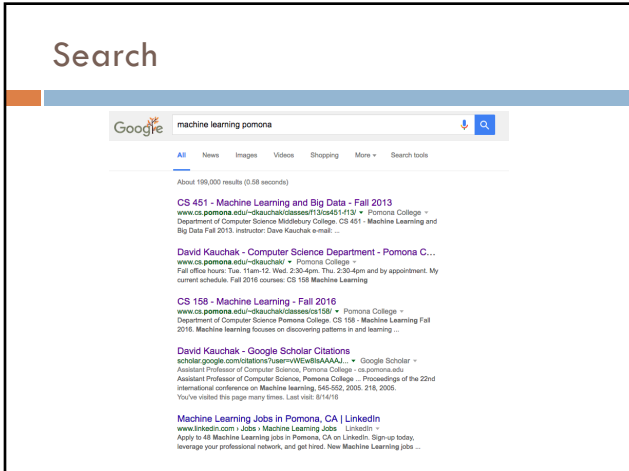 Search
Google machine learning pomona
All News Images Videos Shopping More ▾ Search tools
About 199,000 results (0.58 seconds)
CS 451 - Machine Learning and Big Data - Fall 2013
www.cs.pomona.edu/~dkauchak/classes/f13/cs451-f13/ ▾ Pomona College ▾
Department of Computer Science Middlebury College. CS 451 - Machine Learning and
Big Data Fall 2013. instructor: Dave Kauchak e-mail: ...
David Kauchak - Computer Science Department - Pomona C...
www.cs.pomona.edu/~dkauchak/ ▾ Pomona College ▾
Fall office hours: Tue. 11am-12. Wed. 2:30-4pm. Thu. 2:30-4pm and by appointment. My
current schedule. Fall 2016 courses: CS 158 Machine Learning
CS 158 - Machine Learning - Fall 2016
www.cs.pomona.edu/~dkauchak/classes/cs158/ ▾ Pomona College ▾
Department of Computer Science Pomona College. CS 158 - Machine Learning Fall
2016. Machine learning focuses on discovering patterns in and learning ...
David Kauchak - Google Scholar Citations
scholar.google.com/citations?user=vWEw8lsAAAAJ... ▾ Google Scholar ▾
Assistant Professor of Computer Science, Pomona College - cs.pomona.edu
Assistant Professor of Computer Science, Pomona College ... Proceedings of the 22nd
international conference on Machine learning, 545-552, 2005. 218, 2005.
You've visited this page many times. Last visit: 8/14/16
Machine Learning Jobs in Pomona, CA | LinkedIn
www.linkedin.com › Jobs › Machine Learning Jobs LinkedIn ▾
Apply to 48 Machine Learning jobs in Pomona, CA on LinkedIn. Sign-up today,
leverage your professional network, and get hired. New Machine Learning jobs ...